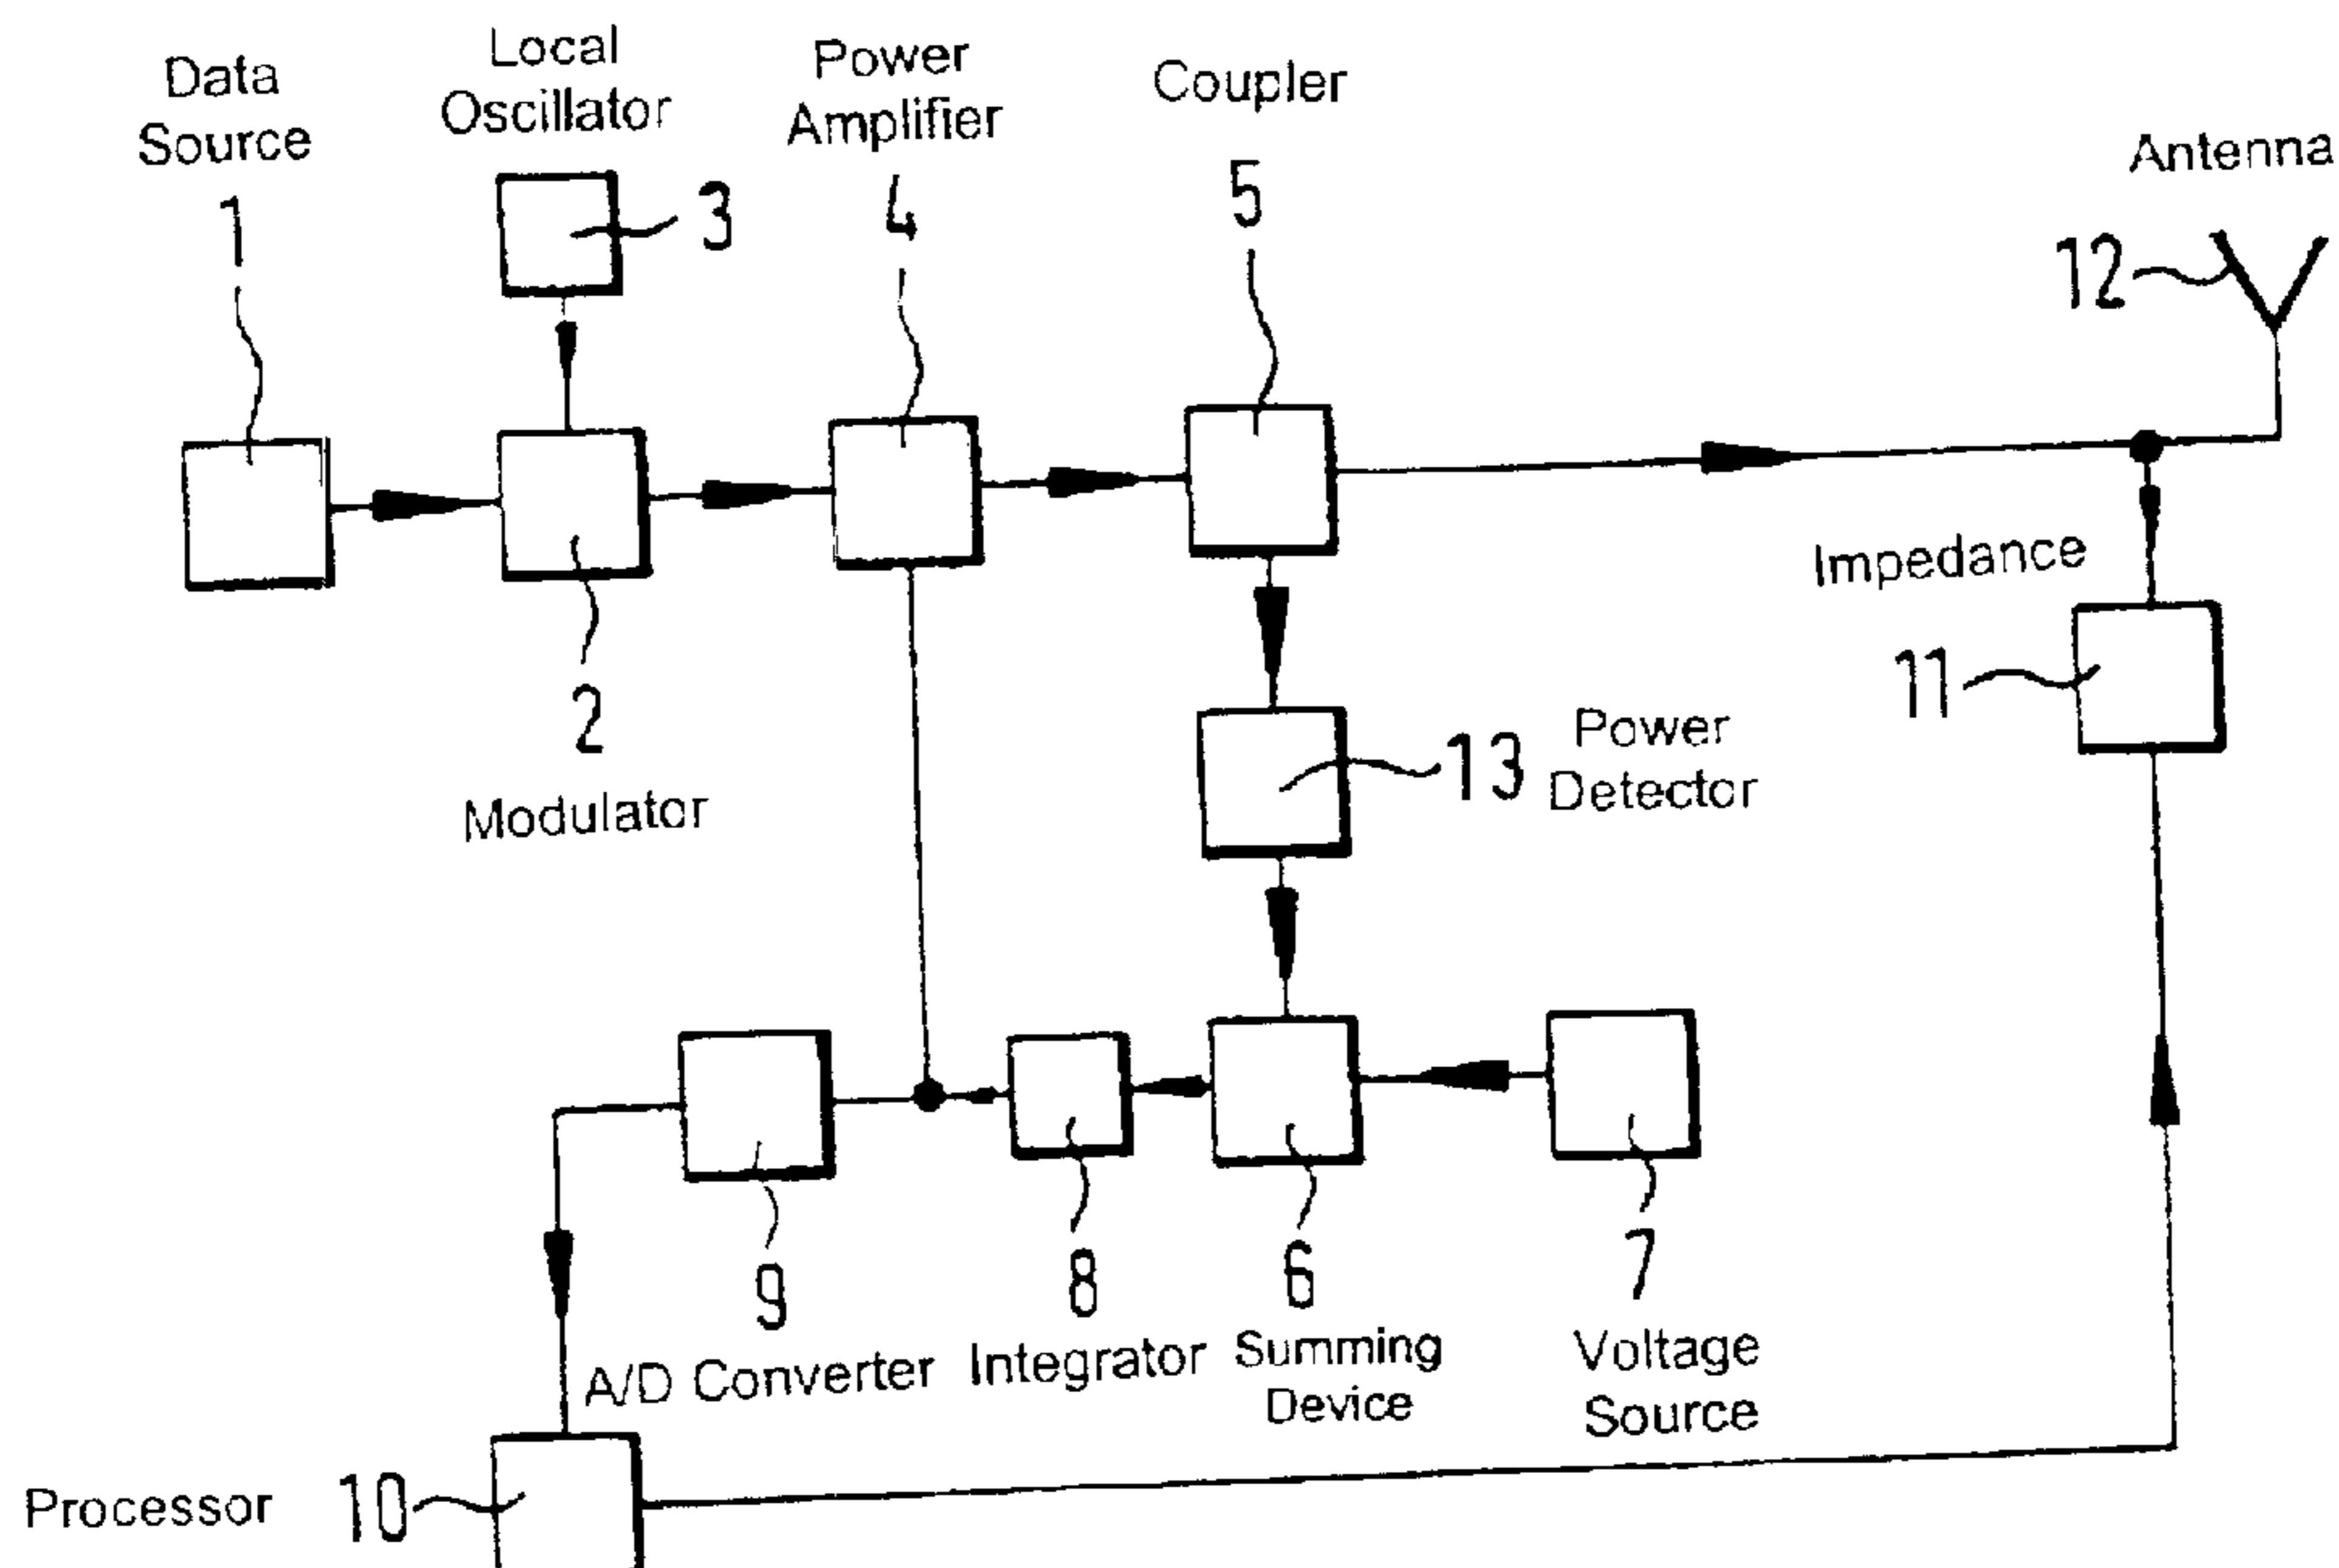 Data
Source
1
Local
Oscillator
3
Power
Amplifier
4
Coupler
5
Antenna
12
2
Modulator
Impedance
11
13
Power
Detector
9
A/D Converter
8
Integrator
6
Summing
Device
7
Voltage
Source
Processor
10